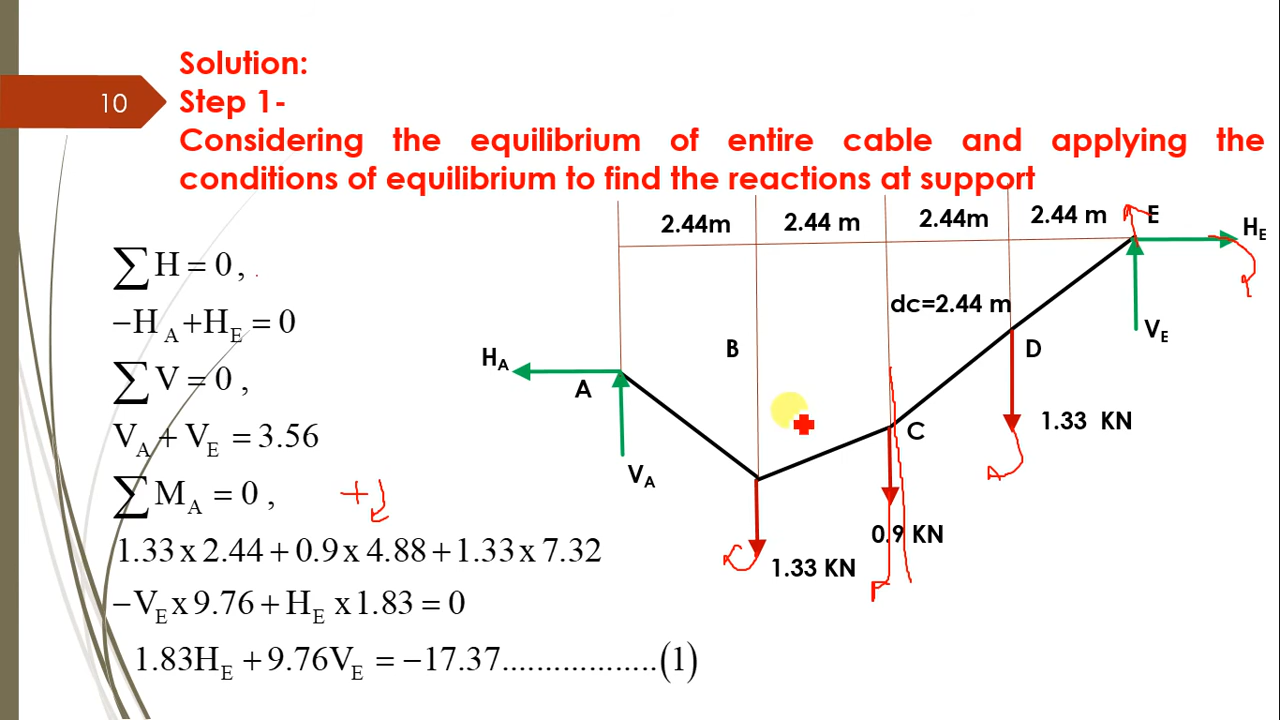 Solution:
10
Step 1-
Considering the equilibrium of entire cable and applying the
conditions of equilibrium to find the reactions at support
2.44m
2.44 m
2.44m
2.44 m
E
H_E
∑H = 0,
dc=2.44 m
−H_A+H_E = 0
V_E
B
D
H_A
A
∑V = 0,
1.33 KN
C
V_A + V_E = 3.56
V_A
∑M_A = 0,
+
0.9 KN
1.33 x 2.44 + 0.9 x 4.88 + 1.33 x 7.32
1.33 KN
−V_E x 9.76 + H_E x 1.83 = 0
1.83H_E + 9.76V_E = −17.37..................(1)